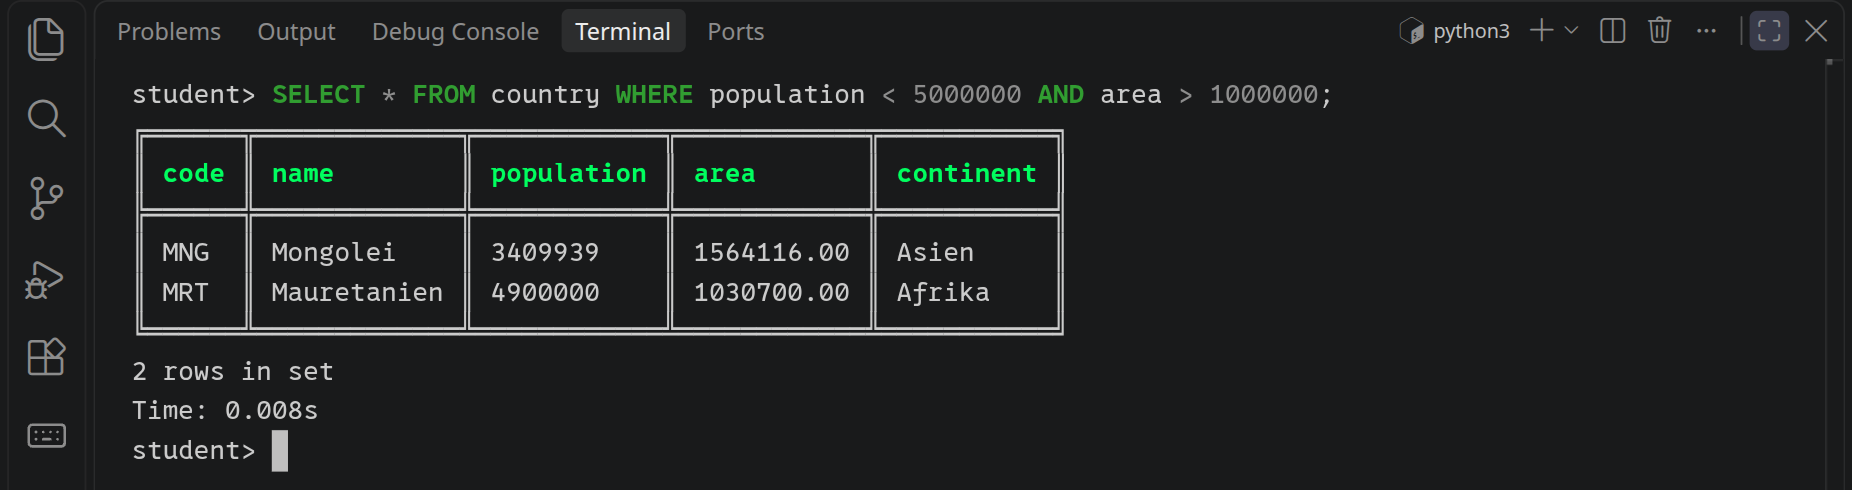 Problems Output Debug Console Terminal Ports python3
student> SELECT * FROM country WHERE population < 5000000 AND area > 1000000;
code name population area continent
MNG Mongolei 3409939 1564116.00 Asien
MRT Mauretanien 4900000 1030700.00 Afrika
2 rows in set
Time: 0.008s
student>